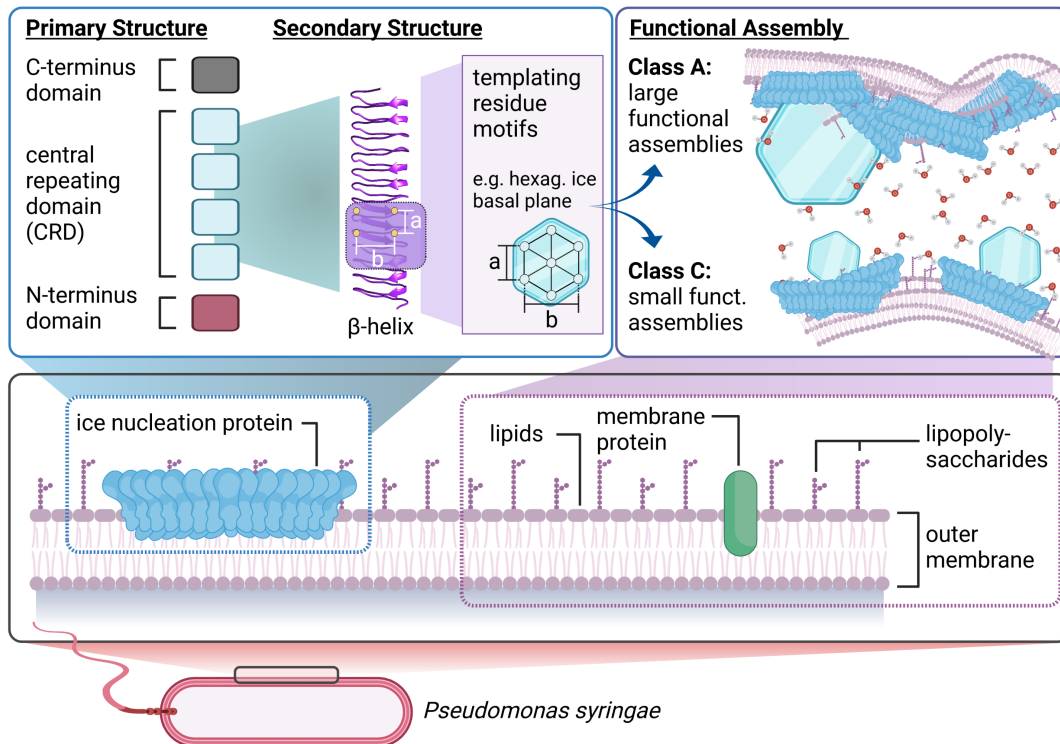 Primary Structure
Secondary Structure
C-terminus
domain
central
repeating
domain
(CRD)
N-terminus
domain
a
b
β-helix
templating
residue
motifs
e.g. hexag. ice
basal plane
a
b
Functional Assembly
Class A:
large
functional
assemblies
Class C:
small funct.
assemblies
ice nucleation protein
lipids
membrane
protein
lipopoly-
saccharides
outer
membrane
Pseudomonas syringae